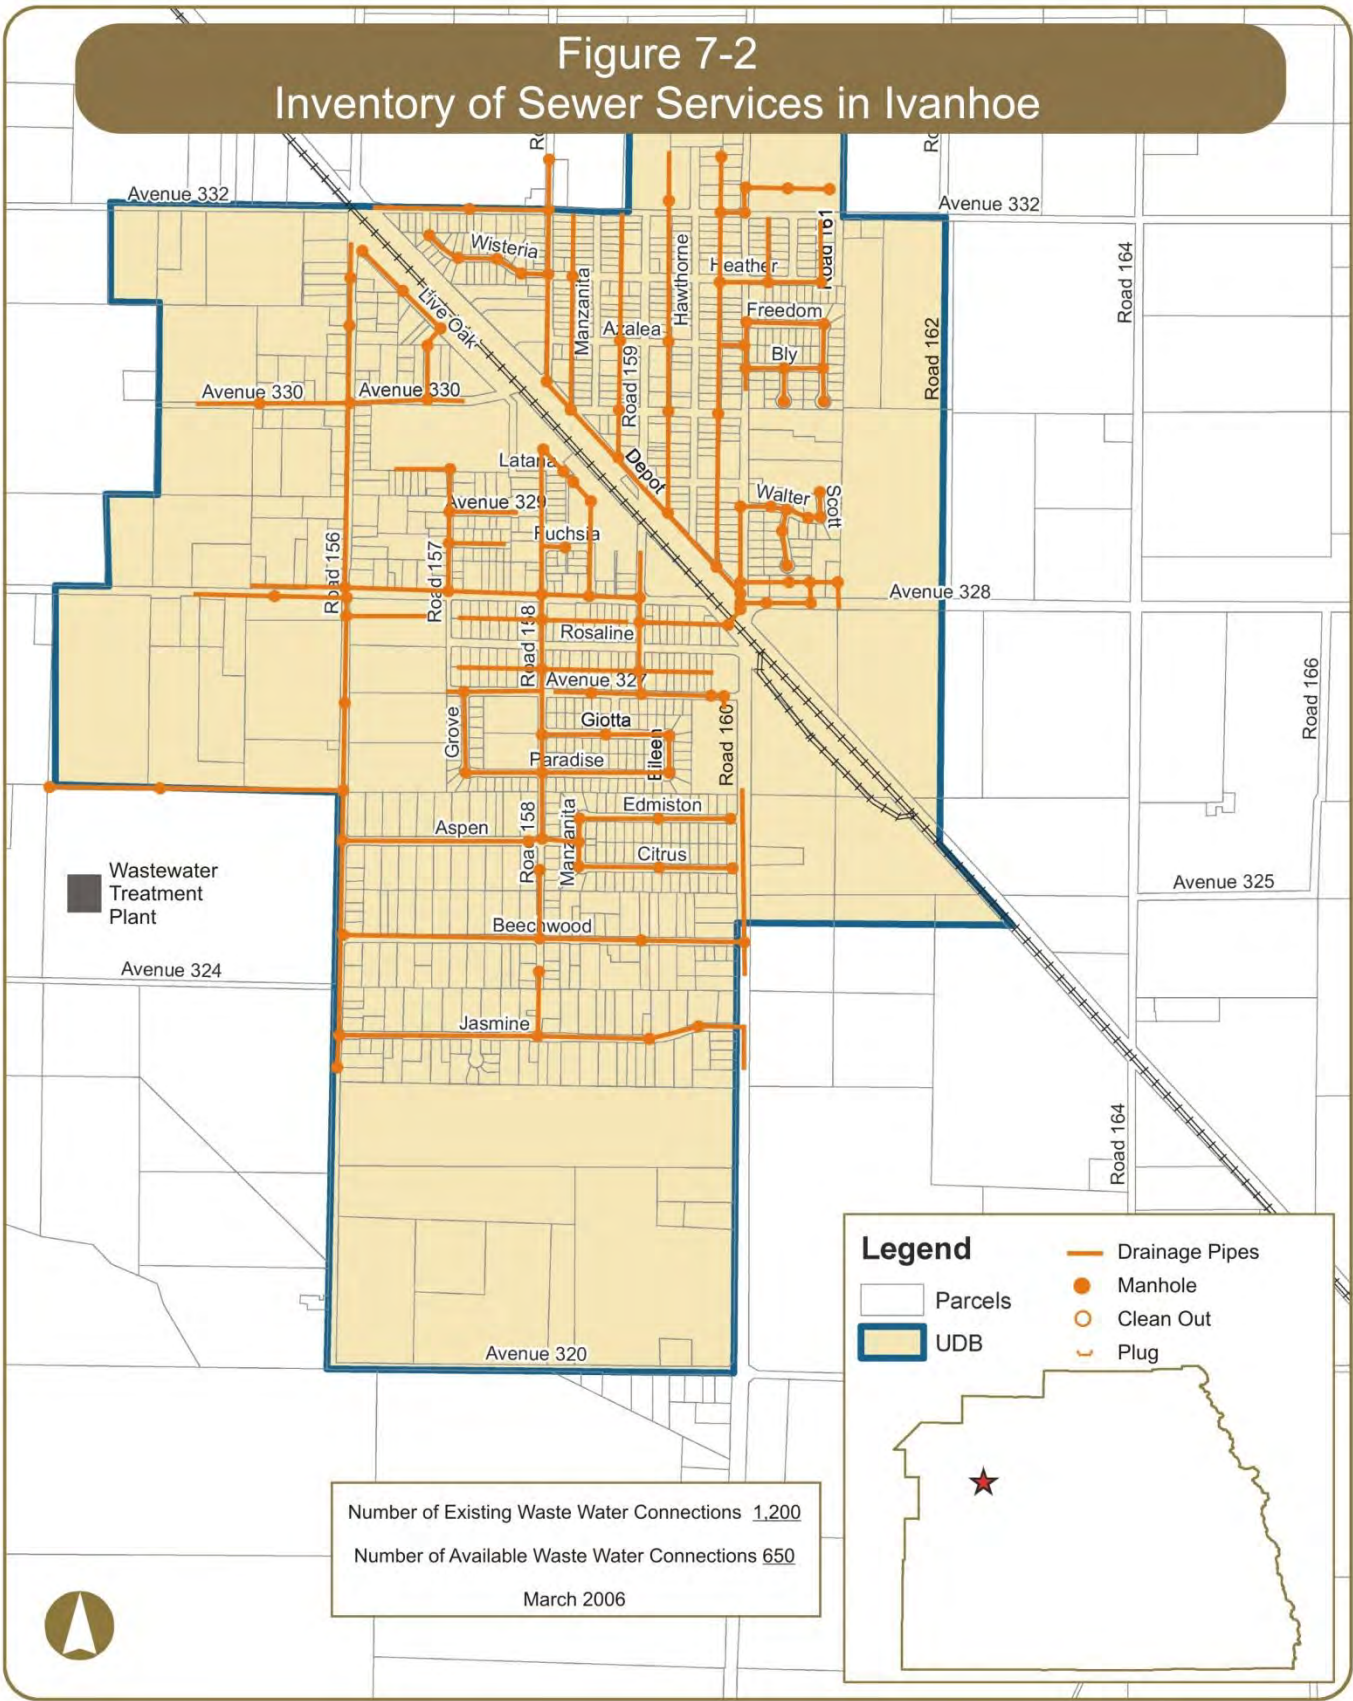 Figure 7-2
Inventory of Sewer Services in Ivanhoe
Avenue 332
Avenue 332
Wisteria
Manzanita
Hawthorne
Heather
Road 161
Road 164
Live Oak
Azalea
Freedom
Road 159
Bly
Road 162
Avenue 330
Avenue 330
Latana
Depot
Avenue 329
Walter
Scott
Fuchsia
Road 156
Road 157
Avenue 328
Road 158
Rosaline
Avenue 327
Grove
Giotta
Eileen
Road 160
Road 166
Paradise
Edmiston
Aspen
Road 158
Manzanita
Citrus
Wastewater
Treatment
Plant
Avenue 325
Beechwood
Avenue 324
Jasmine
Road 164
Avenue 320
Legend
Parcels
UDB
Drainage Pipes
Manhole
Clean Out
Plug
Number of Existing Waste Water Connections 1,200
Number of Available Waste Water Connections 650
March 2006